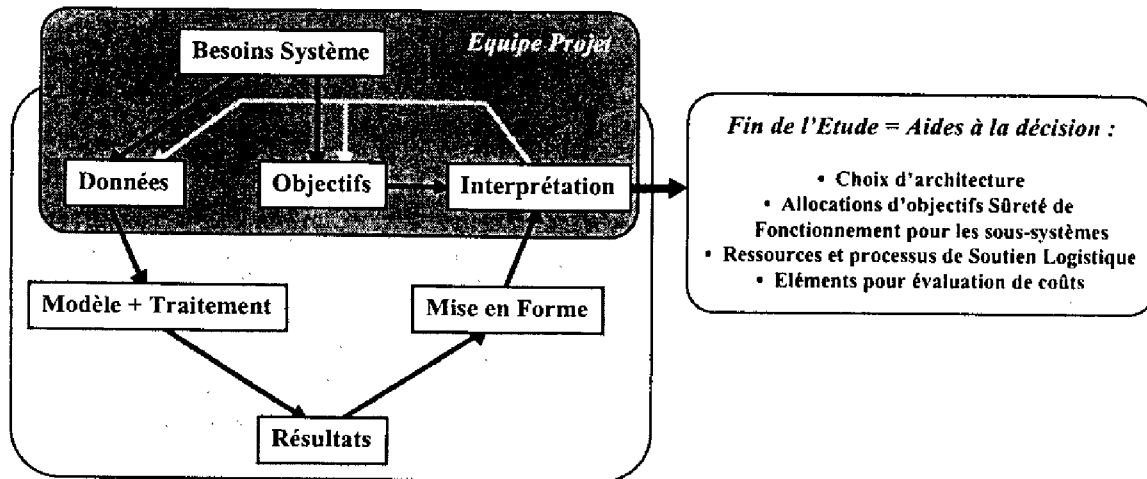 Equipe Projet
Besoins Système
Données
Objectifs
Interprétation
Modèle + Traitement
Mise en Forme
Résultats
Fin de l'Etude = Aides à la décision :
• Choix d'architecture
• Allocations d'objectifs Sûreté de
Fonctionnement pour les sous-systèmes
• Ressources et processus de Soutien Logistique
• Eléments pour évaluation de coûts